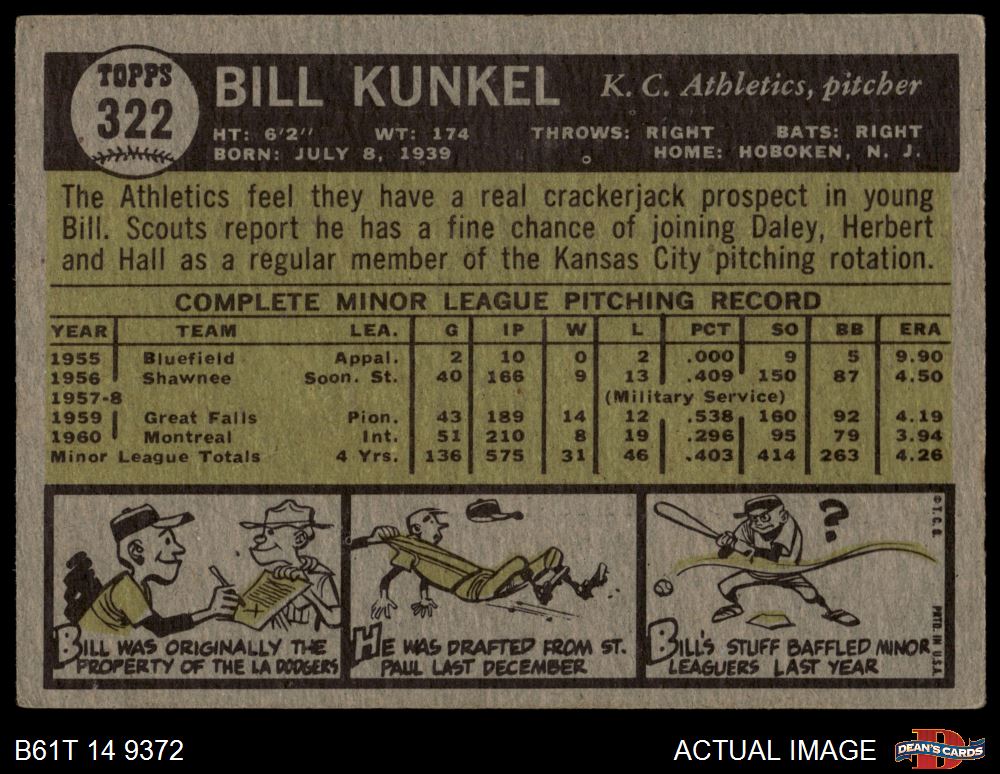 TOPPS
322
BILL KUNKEL K. C. Athletics, pitcher
HT: 6'2" WT: 174 THROWS: RIGHT BATS: RIGHT
BORN: JULY 8, 1939 HOME: HOBOKEN, N. J.
The Athletics feel they have a real crackerjack prospect in young
Bill. Scouts report he has a fine chance of joining Daley, Herbert
and Hall as a regular member of the Kansas City pitching rotation.
COMPLETE MINOR LEAGUE PITCHING RECORD
YEAR TEAM LEA. G IP W L PCT SO BB ERA
1955 Bluefield Appal. 2 10 0 2 .000 9 5 9.90
1956 Shawnee Soon. St. 40 166 9 13 .409 150 87 4.50
1957-8 (Military Service)
1959 Great Falls Pion. 43 189 14 12 .538 160 92 4.19
1960 Montreal Int. 51 210 8 19 .296 95 79 3.94
Minor League Totals 4 Yrs. 136 575 31 46 .403 414 263 4.26
BILL WAS ORIGINALLY THE
PROPERTY OF THE LA DODGERS
HE WAS DRAFTED FROM ST.
PAUL LAST DECEMBER
?
BILL'S STUFF BAFFLED MINOR
LEAGUERS LAST YEAR
© T.C.G.
PRTD. IN U.S.A.
B61T 14 9372
ACTUAL IMAGE
D
DEAN'S CARDS